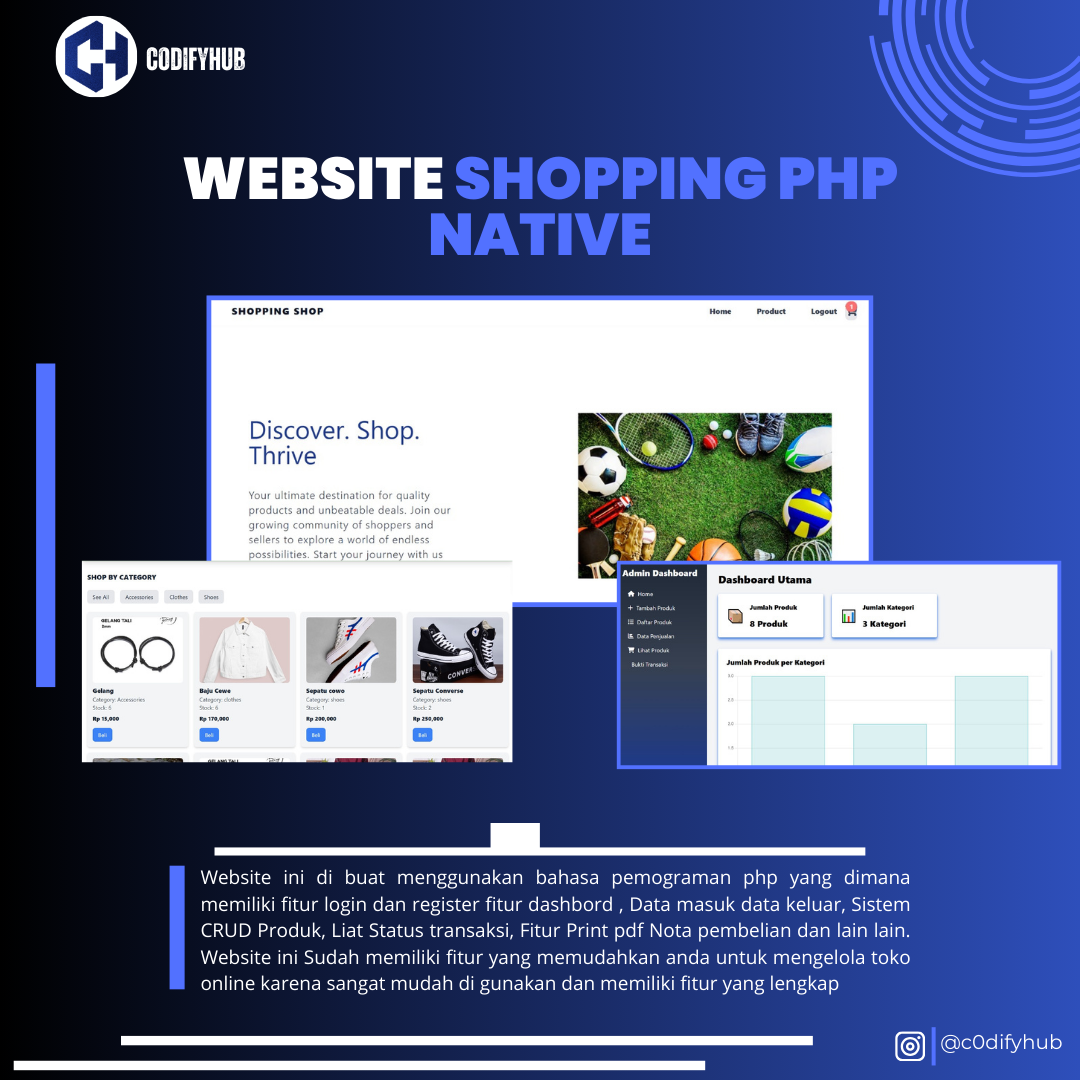 CODIFYHUB
WEBSITE SHOPPING PHP
NATIVE
SHOPPING SHOP
Home Product Logout 1
Discover. Shop.
Thrive
Your ultimate destination for quality
products and unbeatable deals. Join our
growing community of shoppers and
sellers to explore a world of endless
possibilities. Start your journey with us
SHOP BY CATEGORY
See All Accessories Clothes Shoes
GELANG TALI
5mm
CONVER
Gelang
Category: Accessories
Stock: 6
Rp 15,000
Beli
Baju Cewe
Category: clothes
Stock: 6
Rp 170,000
Beli
Sepatu cowo
Category: shoes
Stock: 1
Rp 200,000
Beli
Sepatu Converse
Category: shoes
Stock: 2
Rp 250,000
Beli
GELANG TALI
Admin Dashboard
Home
Tambah Produk
Daftar Produk
Data Penjualan
Lihat Produk
Bukti Transaksi
Dashboard Utama
Jumlah Produk
8 Produk
Jumlah Kategori
3 Kategori
Jumlah Produk per Kategori
3.0
2.5
2.0
1.5
Website ini di buat menggunakan bahasa pemograman php yang dimana
memiliki fitur login dan register fitur dashbord , Data masuk data keluar, Sistem
CRUD Produk, Liat Status transaksi, Fitur Print pdf Nota pembelian dan lain lain.
Website ini Sudah memiliki fitur yang memudahkan anda untuk mengelola toko
online karena sangat mudah di gunakan dan memiliki fitur yang lengkap
@c0difyhub